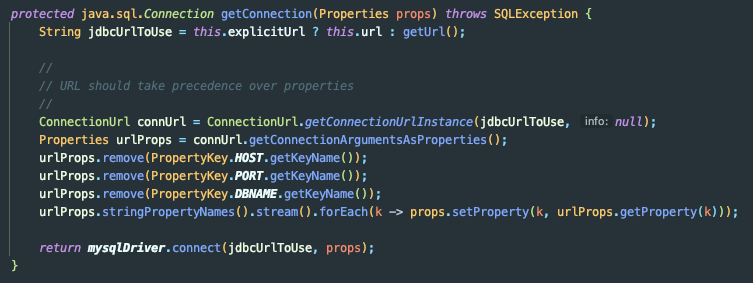 protected java.sql.Connection getConnection(Properties props) throws SQLException {
    String jdbcUrlToUse = this.explicitUrl ? this.url : getUrl();

    //
    // URL should take precedence over properties
    //
    ConnectionUrl connUrl = ConnectionUrl.getConnectionUrlInstance(jdbcUrlToUse, info: null);
    Properties urlProps = connUrl.getConnectionArgumentsAsProperties();
    urlProps.remove(PropertyKey.HOST.getKeyName());
    urlProps.remove(PropertyKey.PORT.getKeyName());
    urlProps.remove(PropertyKey.DBNAME.getKeyName());
    urlProps.stringPropertyNames().stream().forEach(k -> props.setProperty(k, urlProps.getProperty(k)));

    return mysqlDriver.connect(jdbcUrlToUse, props);
}